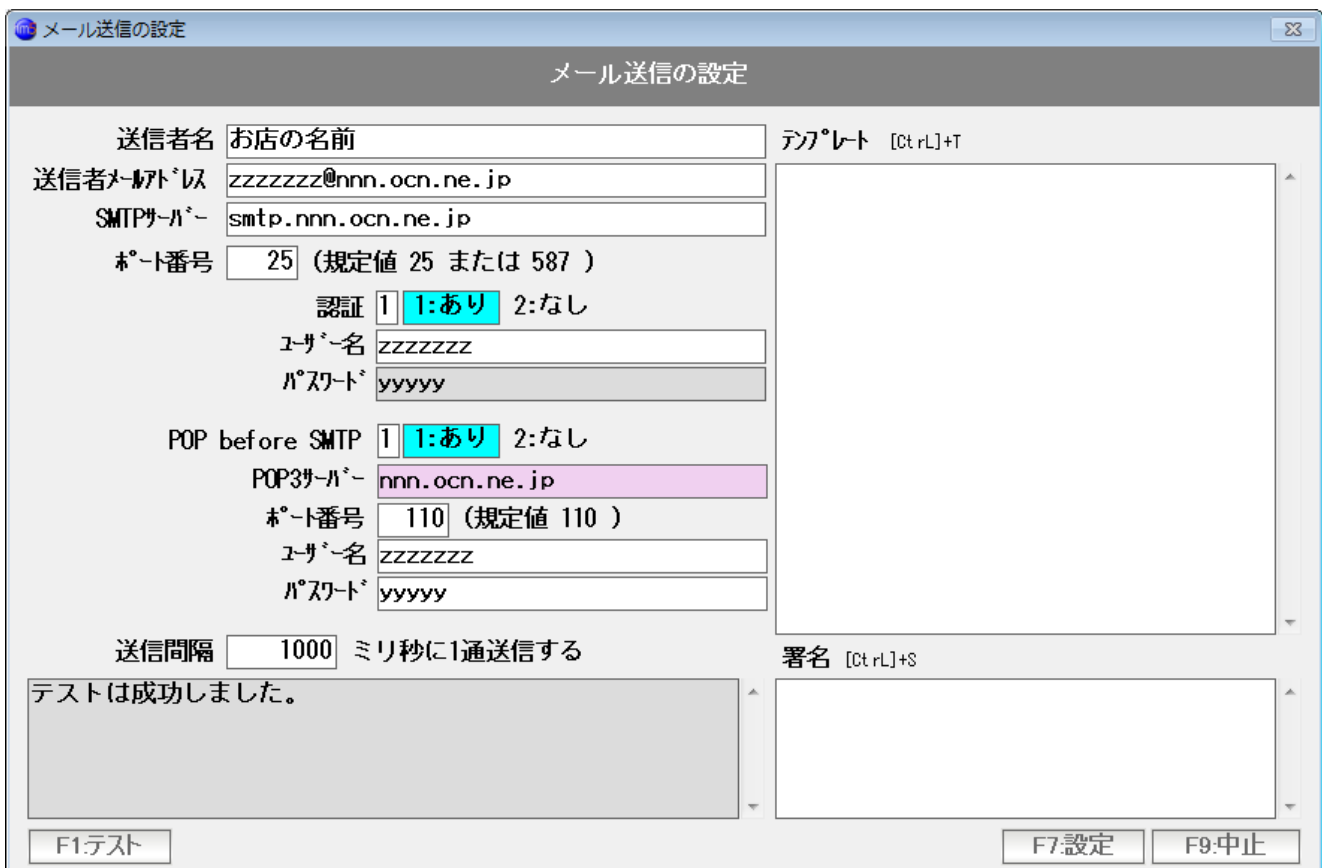 メール送信の設定
メール送信の設定
送信者名 お店の名前
送信者ﾒｰﾙｱﾄﾞﾚｽ zzzzzzz@nnn.ocn.ne.jp
SMTPｻｰﾊﾞｰ smtp.nnn.ocn.ne.jp
ﾎﾟｰﾄ番号 25 (規定値 25 または 587 )
認証 1 1:あり 2:なし
ﾕｰｻﾞｰ名 zzzzzzz
ﾊﾟｽﾜｰﾄﾞ yyyyy
POP before SMTP 1 1:あり 2:なし
POP3ｻｰﾊﾞｰ nnn.ocn.ne.jp
ﾎﾟｰﾄ番号 110 (規定値 110 )
ﾕｰｻﾞｰ名 zzzzzzz
ﾊﾟｽﾜｰﾄﾞ yyyyy
送信間隔 1000 ミリ秒に1通送信する
テストは成功しました。
ﾃﾝﾌﾟﾚｰﾄ [CtrL]+T
署名 [CtrL]+S
F1:テスト
F7:設定 F9:中止